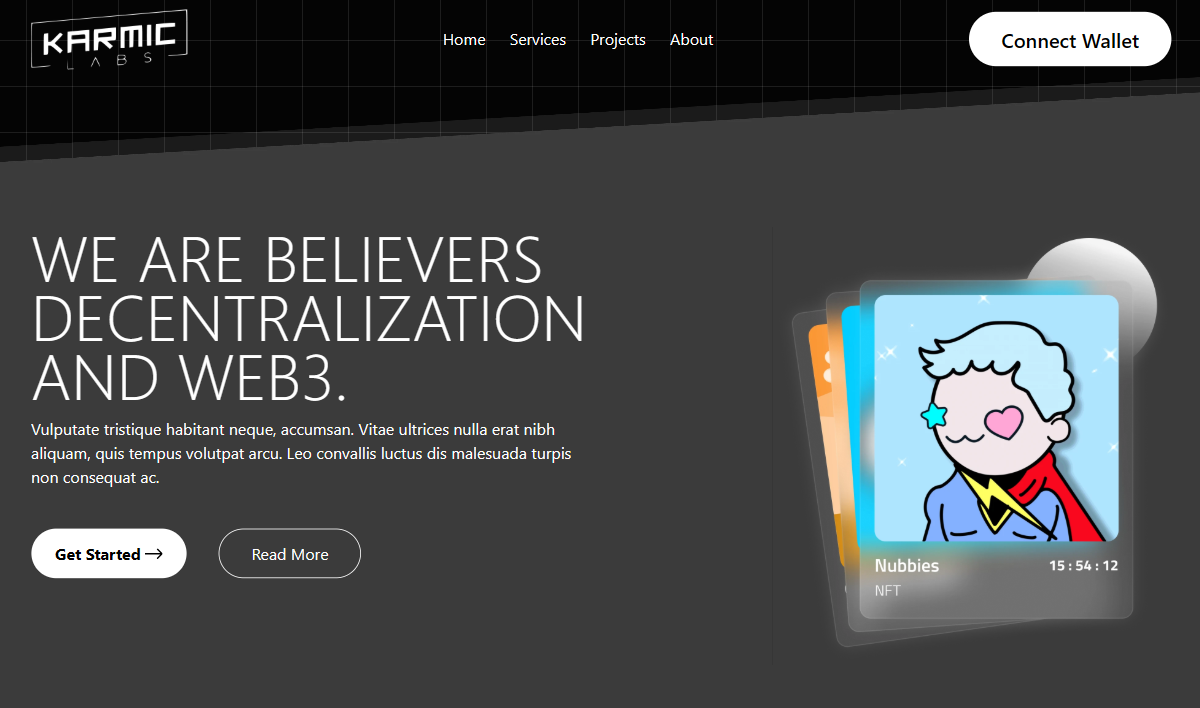 KARMIC
LABS
Home Services Projects About
Connect Wallet
WE ARE BELIEVERS
DECENTRALIZATION
AND WEB3.
Vulputate tristique habitant neque, accumsan. Vitae ultrices nulla erat nibh
aliquam, quis tempus volutpat arcu. Leo convallis luctus dis malesuada turpis
non consequat ac.
Get Started →
Read More
Nubbies
15 : 54 : 12
NFT